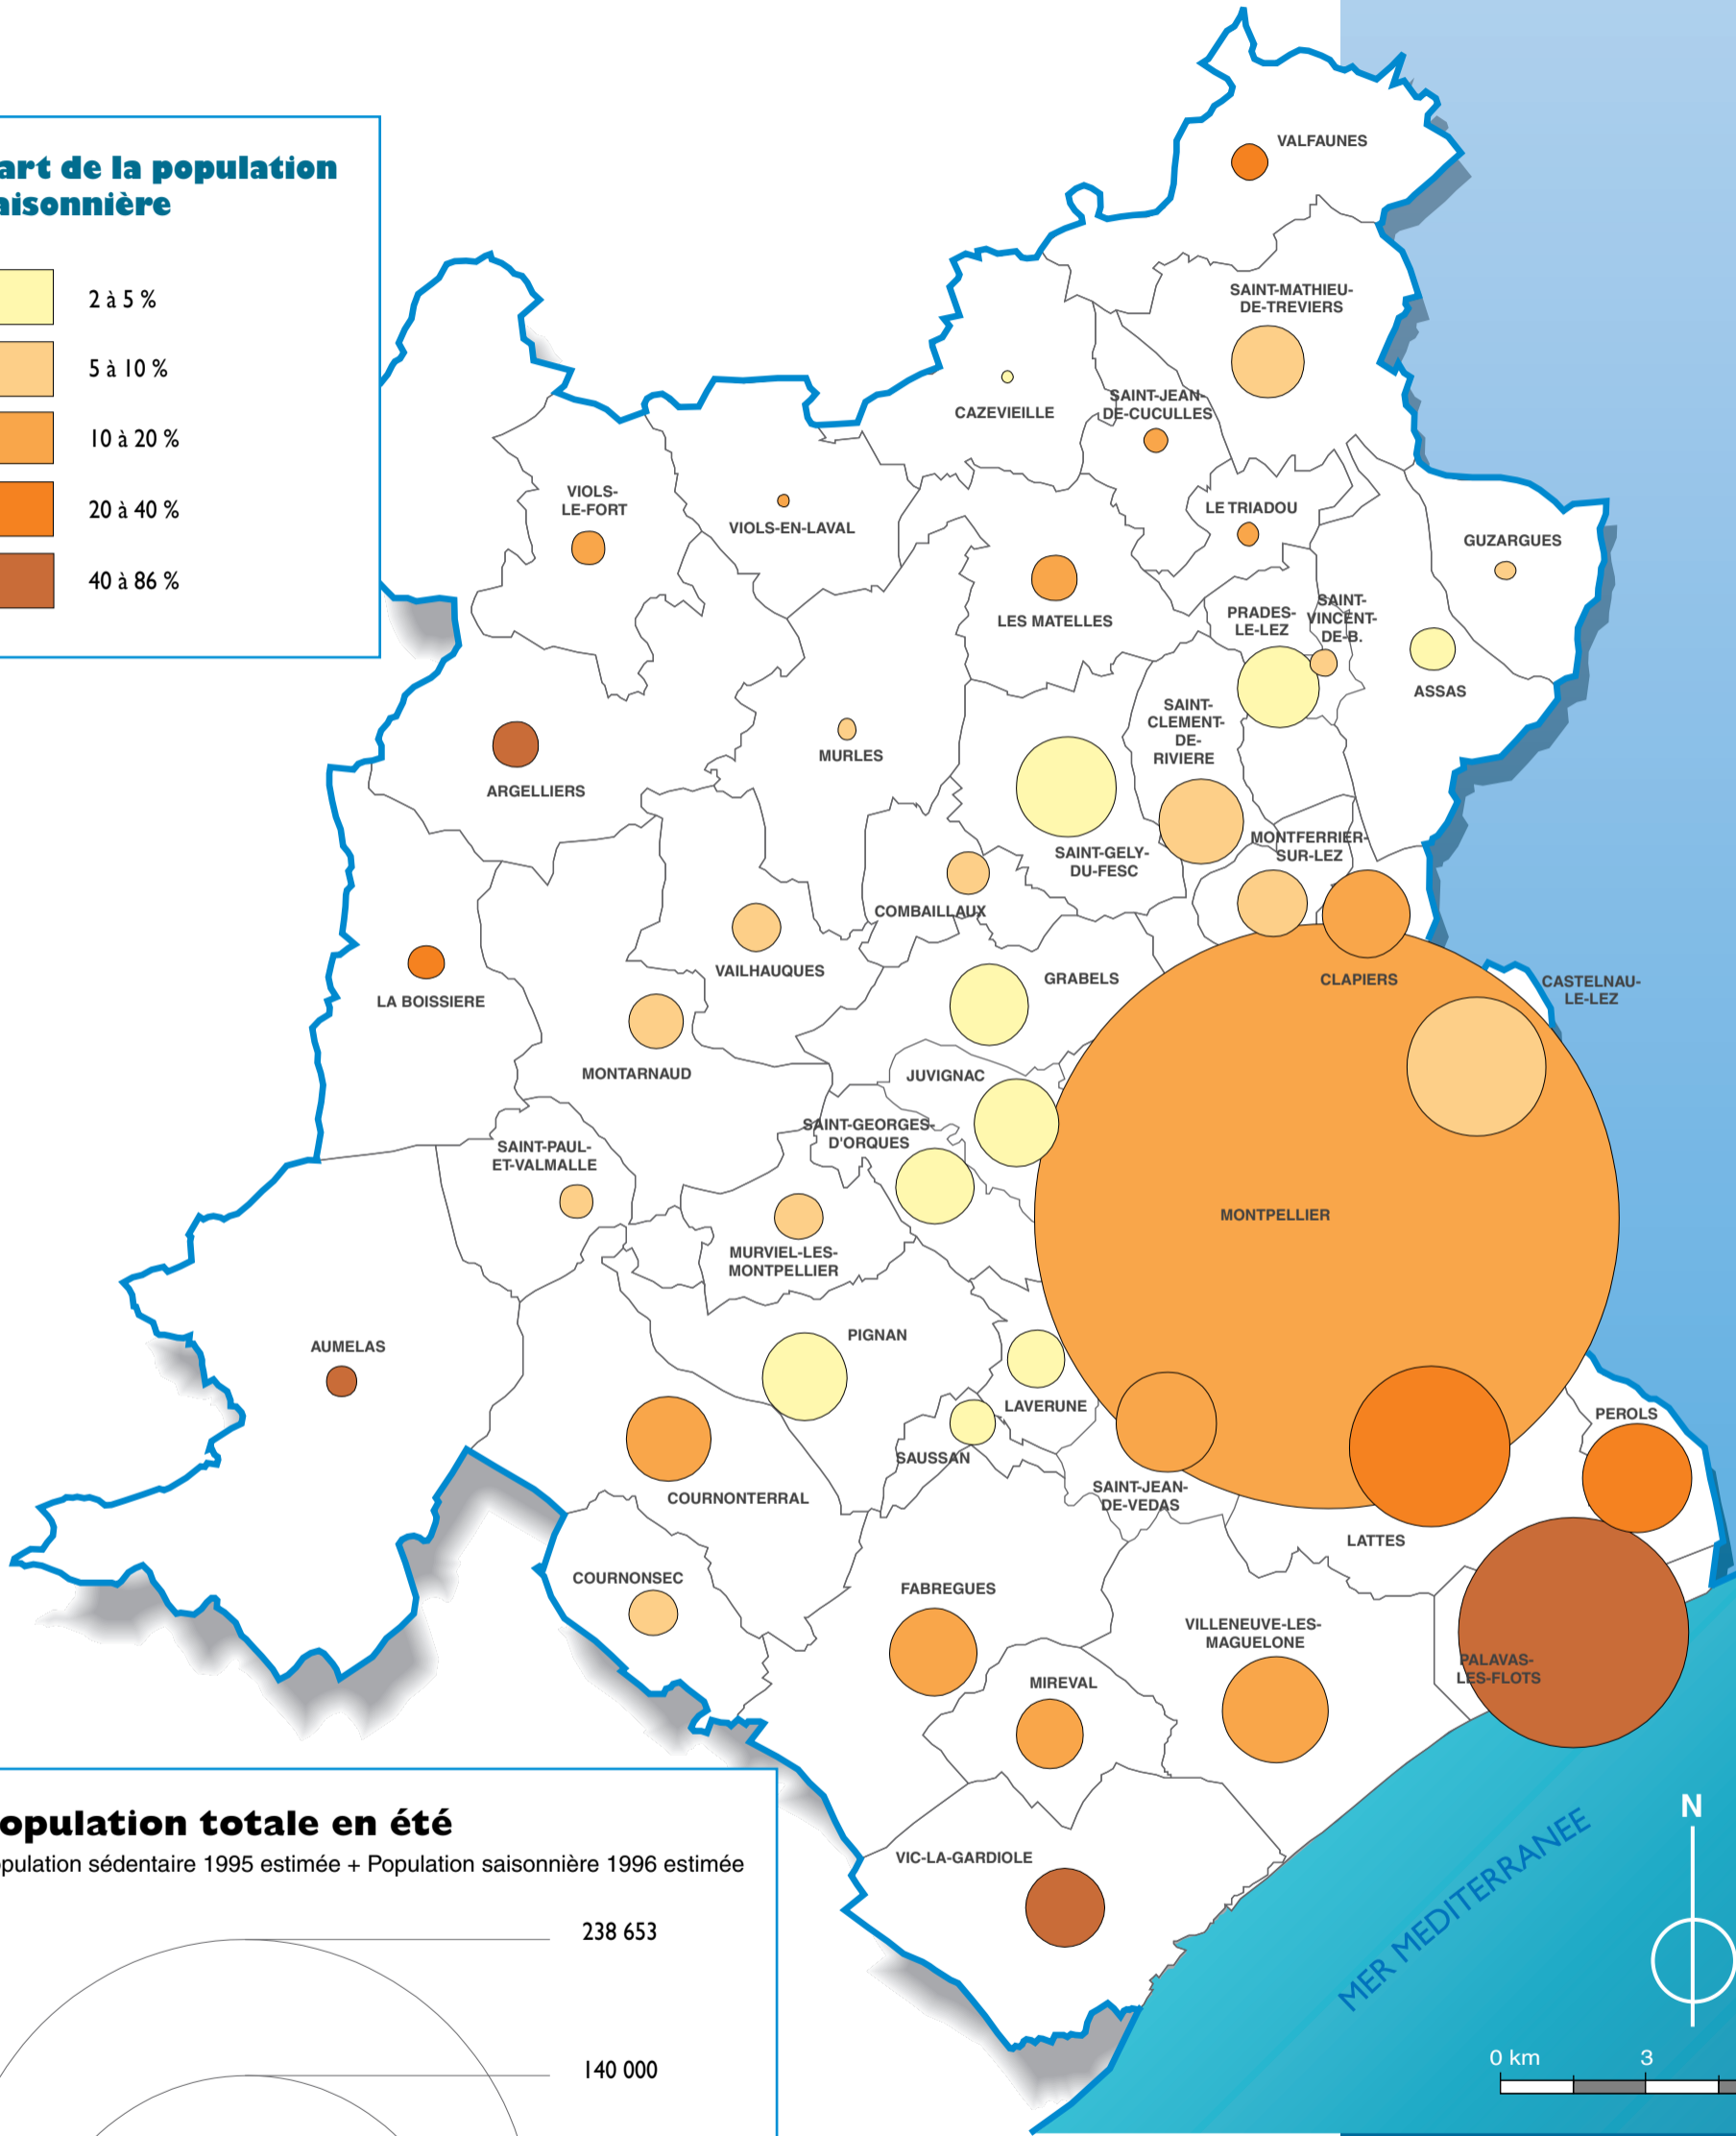 art de la population
aisonnière
2 à 5 %
5 à 10 %
10 à 20 %
20 à 40 %
40 à 86 %
VALFAUNES
SAINT-MATHIEU-
DE-TREVIERS
CAZEVIEILLE
SAINT-JEAN-
DE-CUCULLES
VIOLS-
LE-FORT
VIOLS-EN-LAVAL
LE TRIADOU
GUZARGUES
LES MATELLES
PRADES-
LE-LEZ
SAINT-
VINCENT-
DE-B.
ASSAS
SAINT-
CLEMENT-
DE-
RIVIERE
MURLES
ARGELLIERS
MONTFERRIER-
SUR-LEZ
SAINT-GELY-
DU-FESC
COMBAILLAUX
VAILHAUQUES
GRABELS
CLAPIERS
CASTELNAU-
LE-LEZ
LA BOISSIERE
MONTARNAUD
JUVIGNAC
SAINT-GEORGES-
D'ORQUES
SAINT-PAUL-
ET-VALMALLE
MONTPELLIER
MURVIEL-LES-
MONTPELLIER
PIGNAN
AUMELAS
LAVERUNE
PEROLS
SAUSSAN
COURNONTERRAL
SAINT-JEAN-
DE-VEDAS
LATTES
COURNONSEC
FABREGUES
VILLENEUVE-LES-
MAGUELONE
PALAVAS-
LES-FLOTS
MIREVAL
VIC-LA-GARDIOLE
MER MEDITERRANEE
N
0 km 3
opulation totale en été
pulation sédentaire 1995 estimée + Population saisonnière 1996 estimée
238 653
140 000